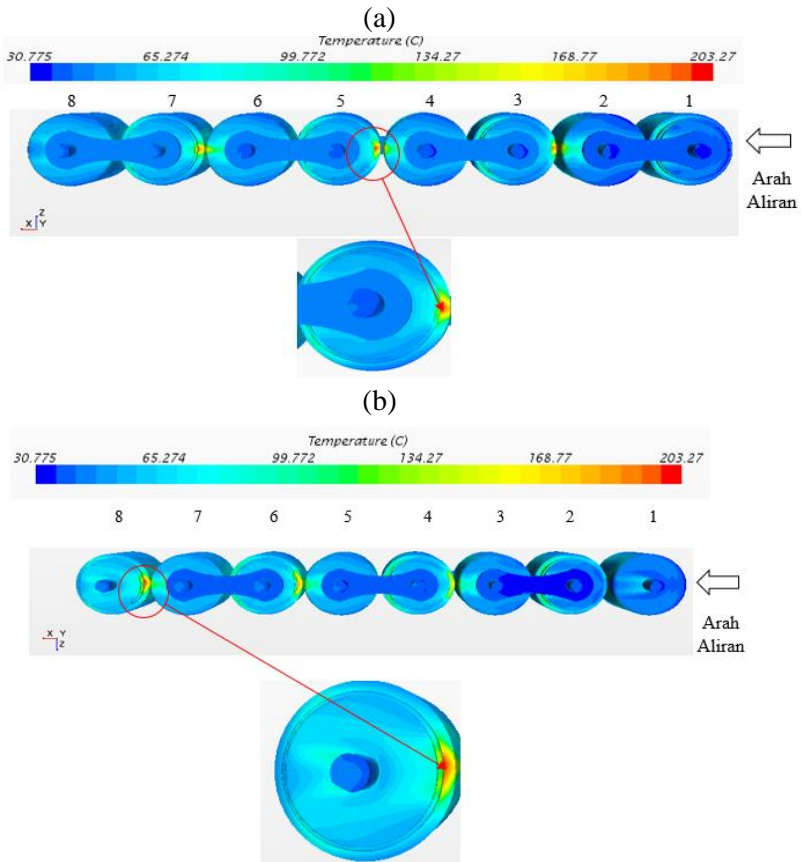 (a)
Temperature (C)
30.775 65.274 99.772 134.27 168.77 203.27
8 7 6 5 4 3 2 1
Arah
Aliran
Z
X Y
(b)
Temperature (C)
30.775 65.274 99.772 134.27 168.77 203.27
8 7 6 5 4 3 2 1
Arah
Aliran
X Y
Z